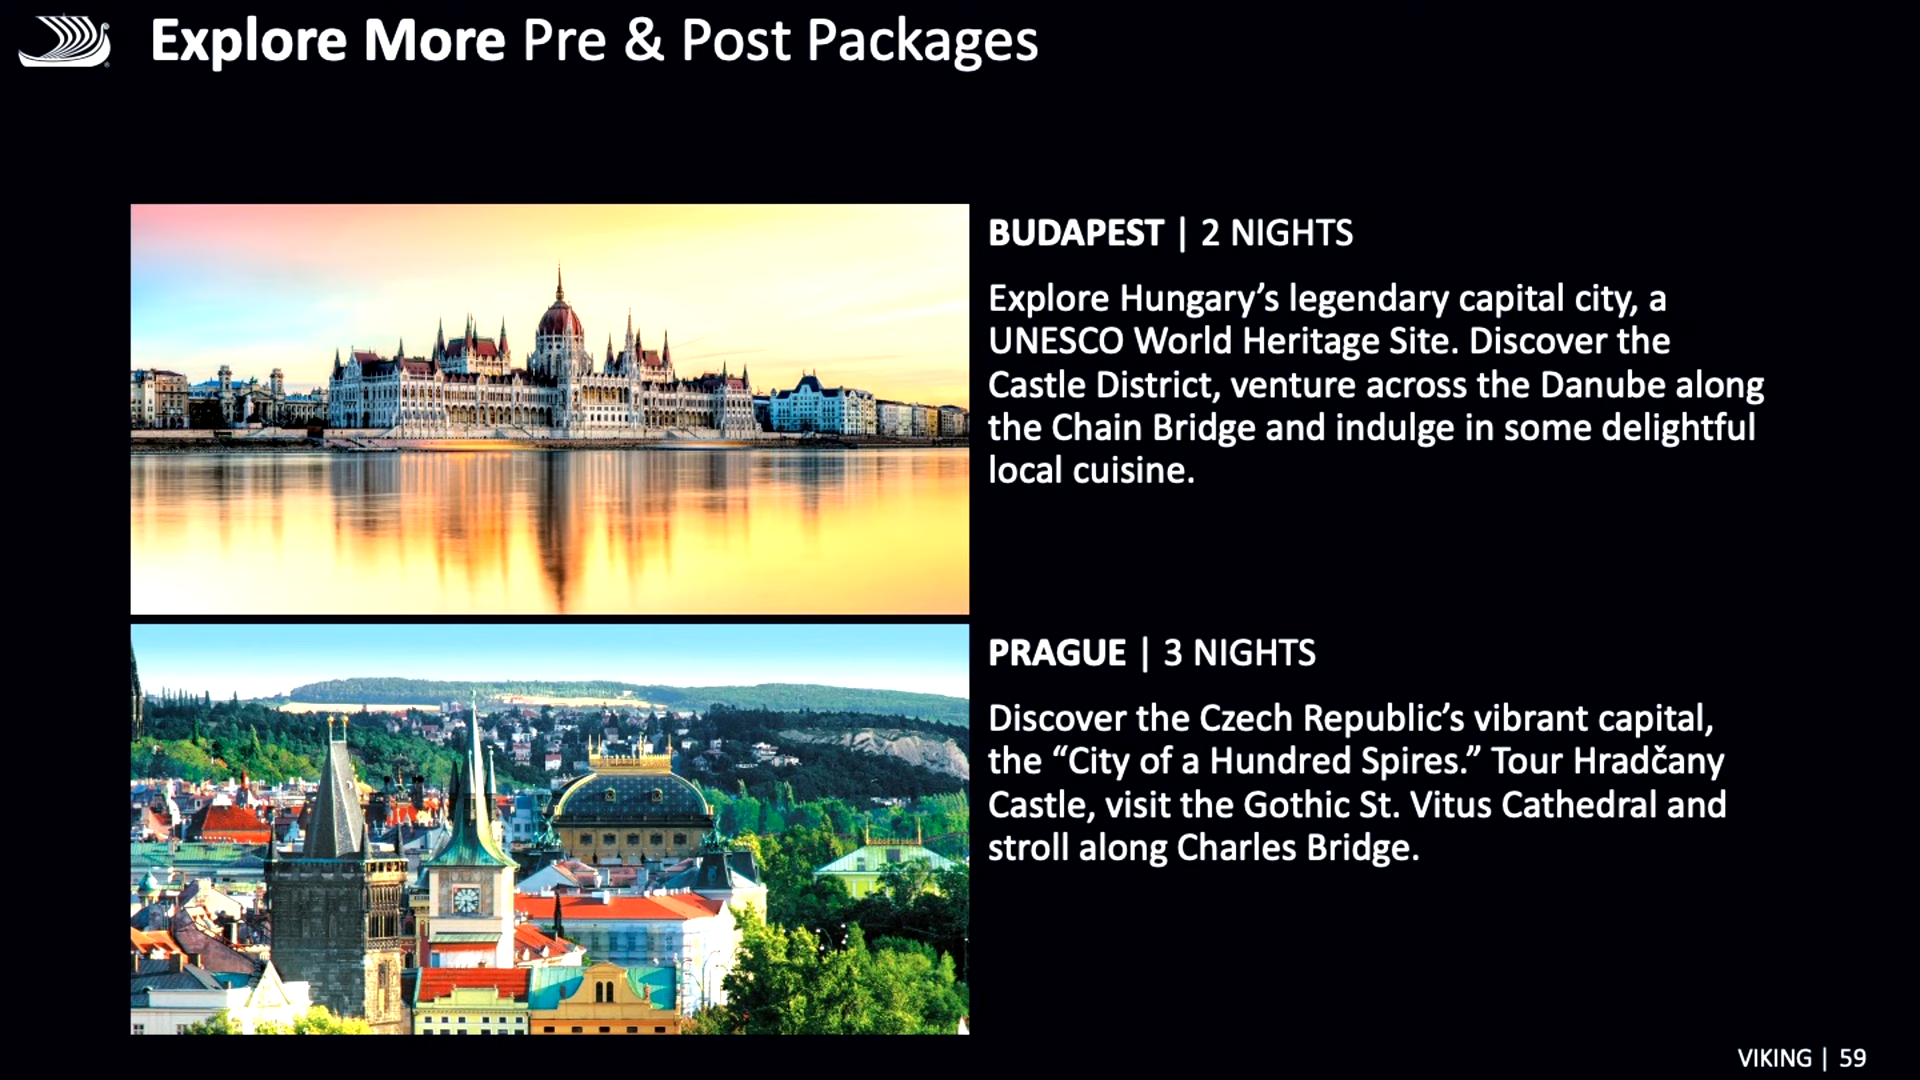 Explore More Pre & Post Packages
BUDAPEST | 2 NIGHTS
Explore Hungary’s legendary capital city, a
UNESCO World Heritage Site. Discover the
Castle District, venture across the Danube along
the Chain Bridge and indulge in some delightful
local cuisine.
PRAGUE | 3 NIGHTS
Discover the Czech Republic’s vibrant capital,
the “City of a Hundred Spires.” Tour Hradčany
Castle, visit the Gothic St. Vitus Cathedral and
stroll along Charles Bridge.
VIKING | 59